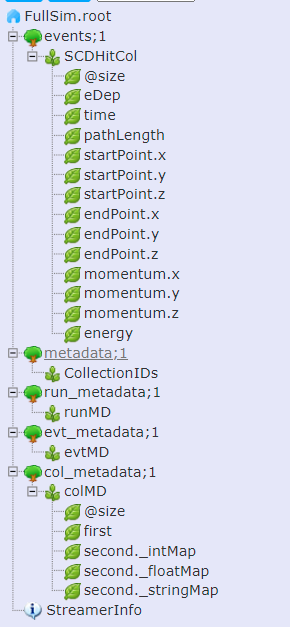 FullSim.root
events;1
SCDHitCol
@size
eDep
time
pathLength
startPoint.x
startPoint.y
startPoint.z
endPoint.x
endPoint.y
endPoint.z
momentum.x
momentum.y
momentum.z
energy
metadata;1
CollectionIDs
run_metadata;1
runMD
evt_metadata;1
evtMD
col_metadata;1
colMD
@size
first
second._intMap
second._floatMap
second._stringMap
StreamerInfo